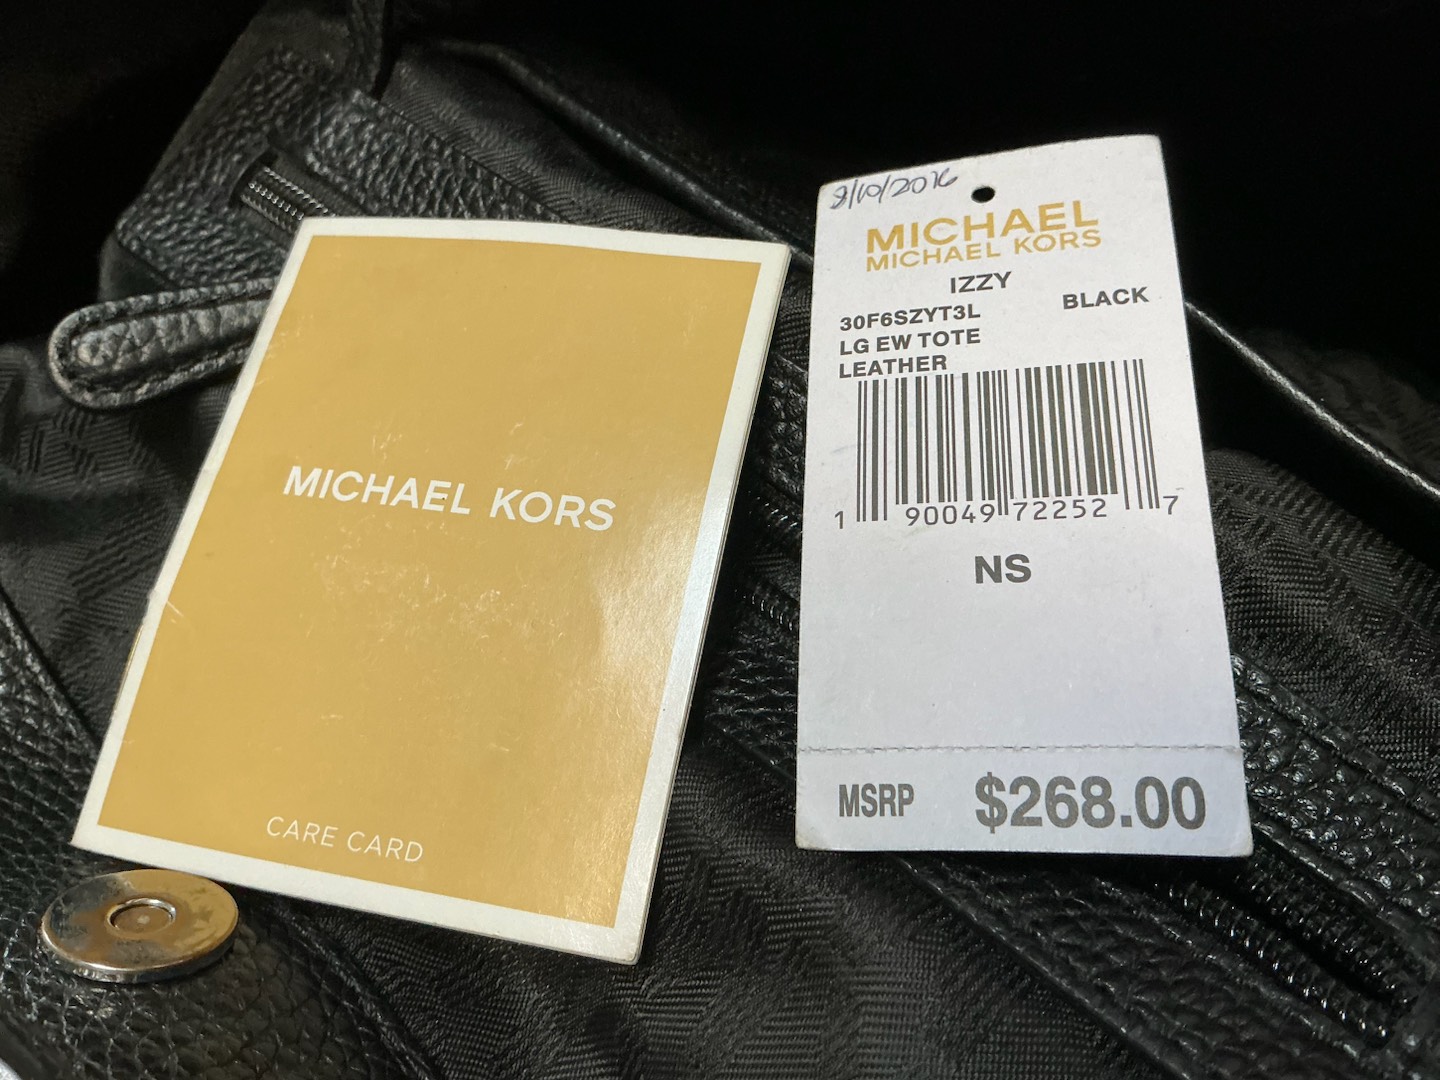 MICHAEL KORS
CARE CARD
8/10/2016
MICHAEL
MICHAEL KORS
IZZY
30F6SZYT3L BLACK
LG EW TOTE
LEATHER
1 90049 72252 7
NS
MSRP $268.00